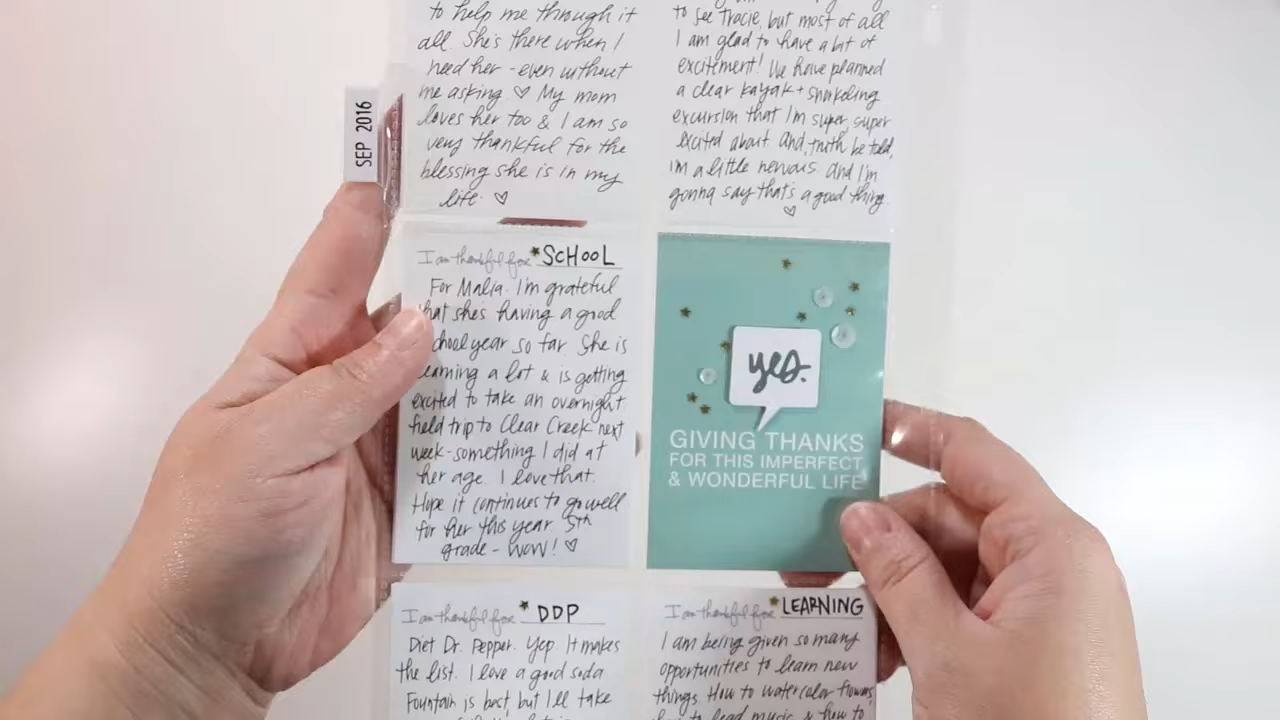 to help me through it
all. She's there when I
need her - even without
me asking ♡ My mom
loves her too & I am so
very thankful for the
blessing she is in my
life. ♡
to see Tracie, but most of all
I am glad to have a bit of
excitement! We have planned
a clear kayak + snorkeling
excursion that I'm super, super
excited about. And, truth be told,
I'm a little nervous. And I'm
gonna say that's a good thing.
♡
SEP 2016
I am thankful for SCHOOL
For Malia. I'm grateful
that she's having a good
school year so far. She is
learning a lot & is getting
excited to take an overnight
field trip to Clear Creek next
week - something I did at
her age. I love that.
Hope it continues to go well
for her this year. 5th
grade - WOW! ♡
yes.
GIVING THANKS
FOR THIS IMPERFECT
& WONDERFUL LIFE
I am thankful for DDP
Diet Dr. Pepper. Yep. It makes
the list. I love a good soda
Fountain is best, but I'll take
I am thankful for LEARNING
I am being given so many
opportunities to learn new
things. How to watercolor flowers,
how to lead music, & how to